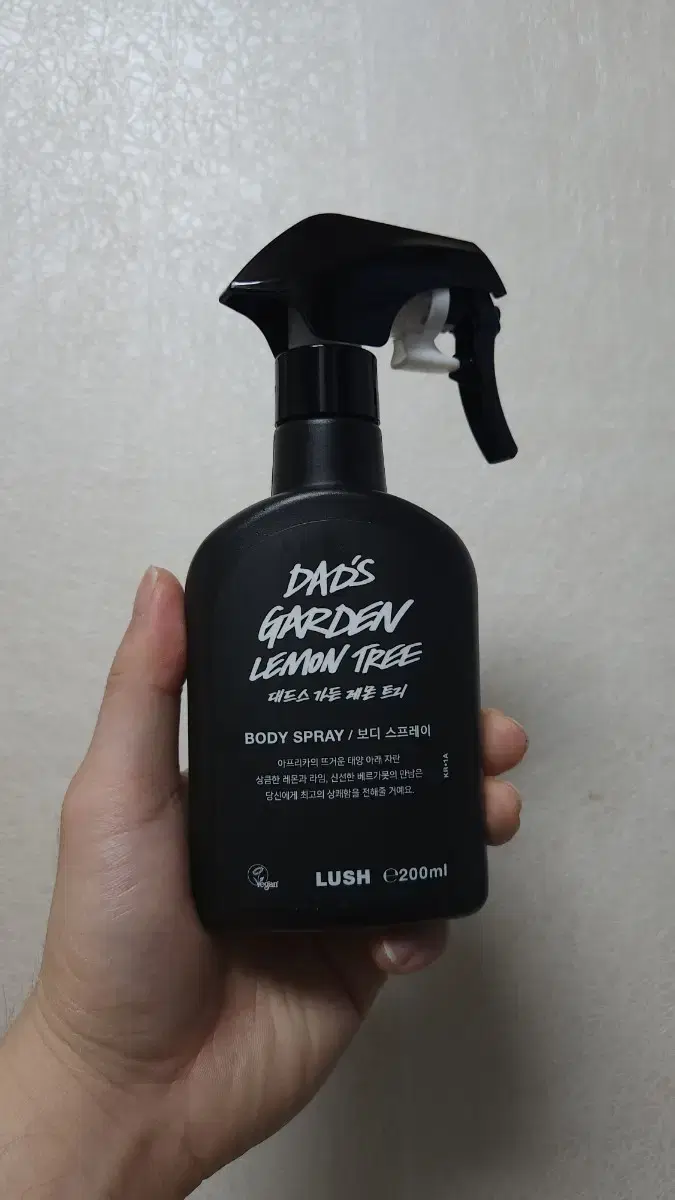 DAD'S
GARDEN
LEMON TREE
대드스 가든 레몬 트리
BODY SPRAY / 보디 스프레이
아프리카의 뜨거운 태양 아래 자란
상큼한 레몬과 라임, 신선한 베르가못의 만남은
당신에게 최고의 상쾌함을 전해줄 거예요.
KR•1A
vegan
LUSH ℮200ml